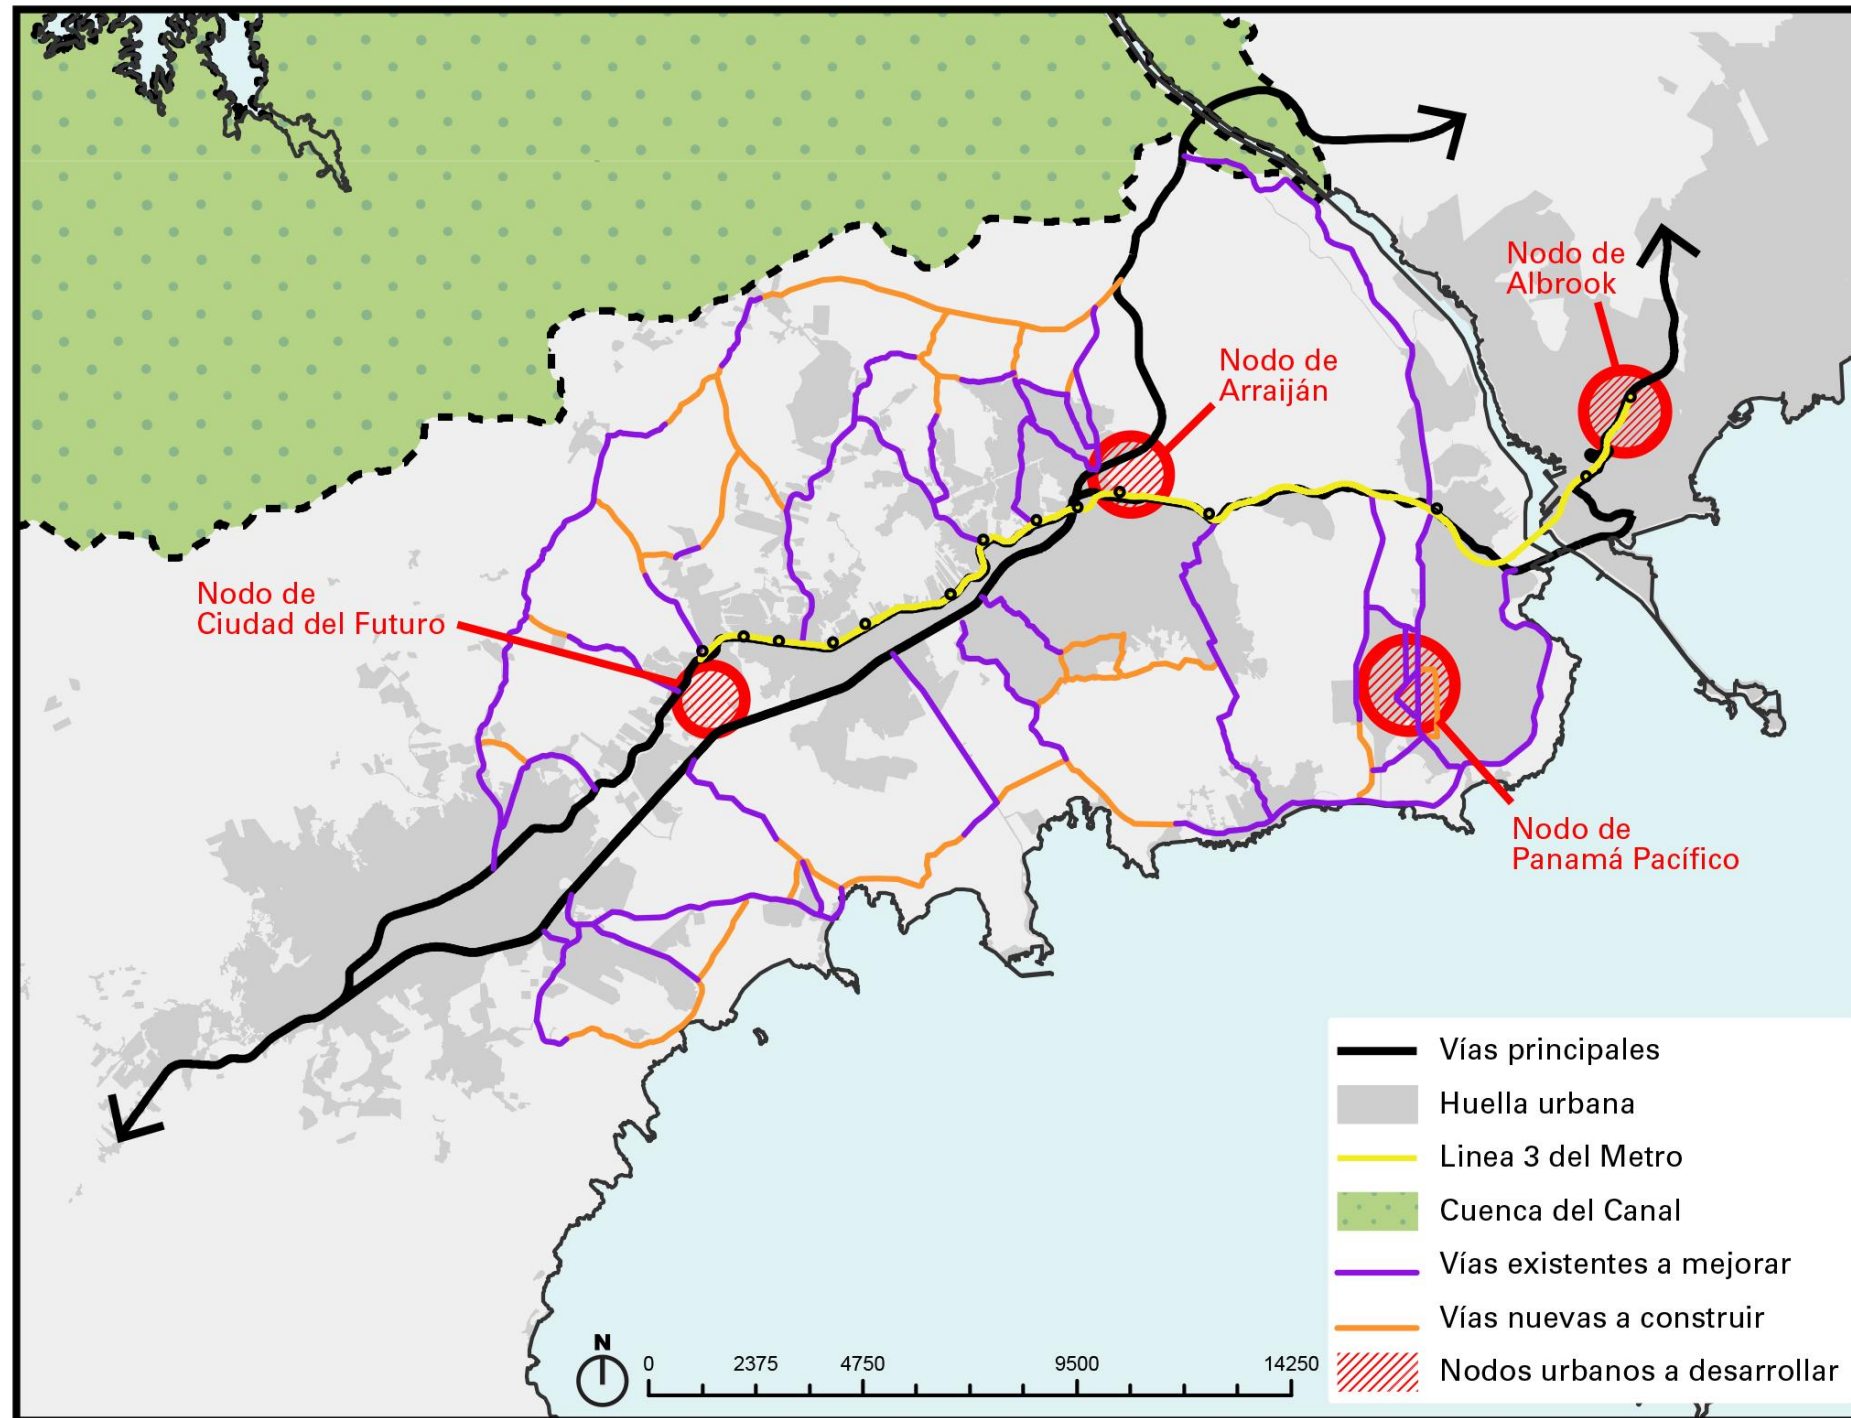 Nodo de
Albrook
Nodo de
Arraiján
Nodo de
Ciudad del Futuro
Nodo de
Panamá Pacífico
Vías principales
Huella urbana
Linea 3 del Metro
Cuenca del Canal
Vías existentes a mejorar
Vías nuevas a construir
Nodos urbanos a desarrollar
N
0 2375 4750 9500 14250